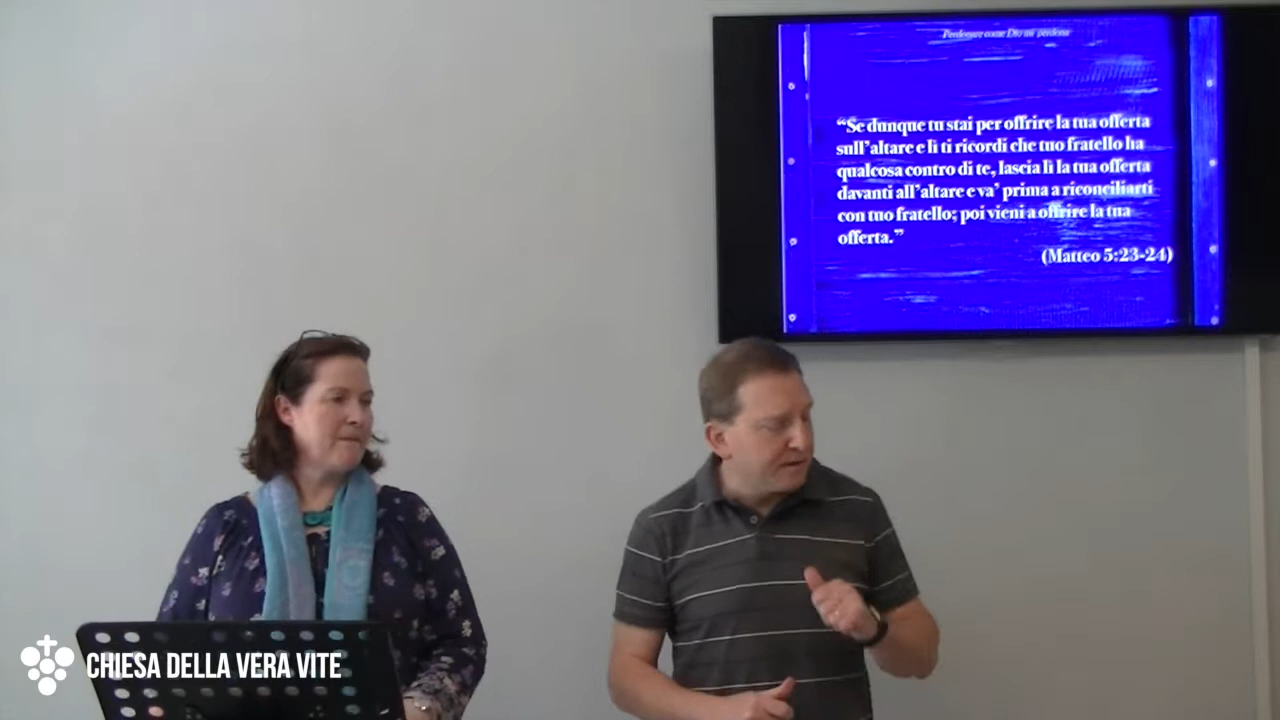 Perdonare come Dio mi perdona
“Se dunque tu stai per offrire la tua offerta
sull’altare e lì ti ricordi che tuo fratello ha
qualcosa contro di te, lascia lì la tua offerta
davanti all’altare e va’ prima a riconciliarti
con tuo fratello; poi vieni a offrire la tua
offerta.”
(Matteo 5:23-24)
CHIESA DELLA VERA VITE